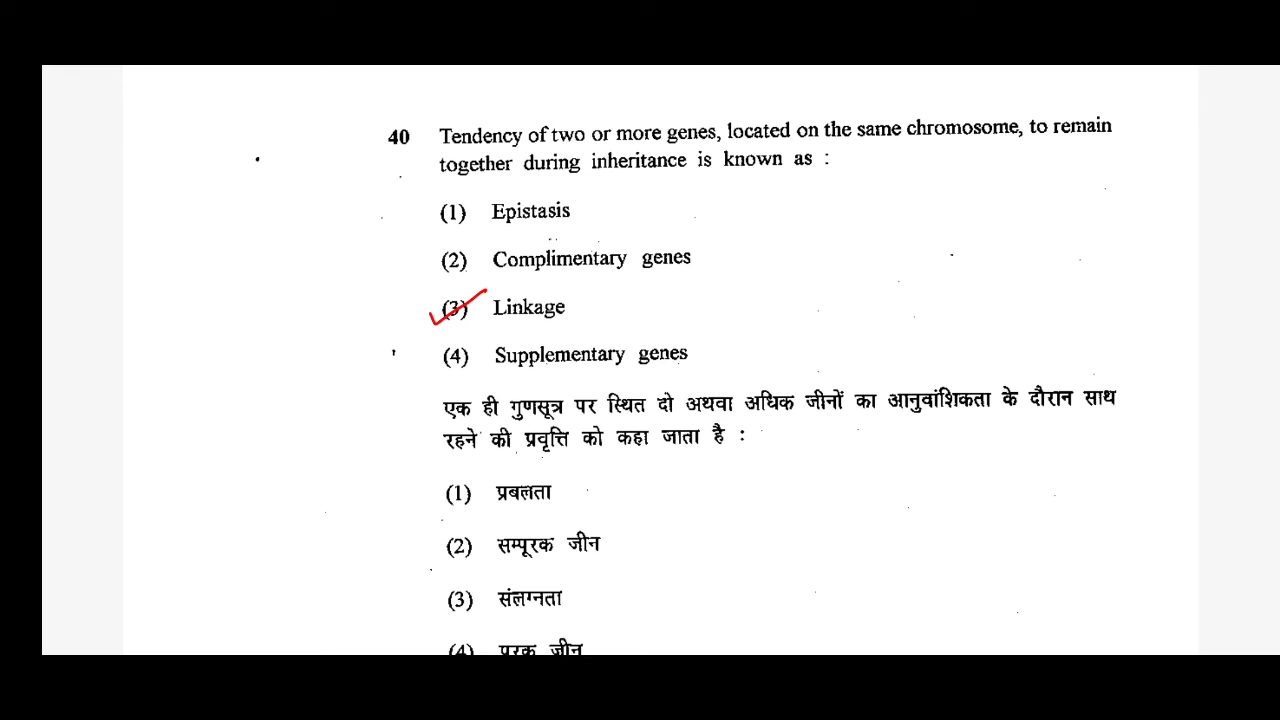 40 Tendency of two or more genes, located on the same chromosome, to remain
together during inheritance is known as :
(1) Epistasis
(2) Complimentary genes
(3) Linkage
(4) Supplementary genes
एक ही गुणसूत्र पर स्थित दो अथवा अधिक जीनों का आनुवांशिकता के दौरान साथ
रहने की प्रवृत्ति को कहा जाता है :
(1) प्रबलता
(2) सम्पूरक जीन
(3) संलग्नता
(4) पूरक जीन